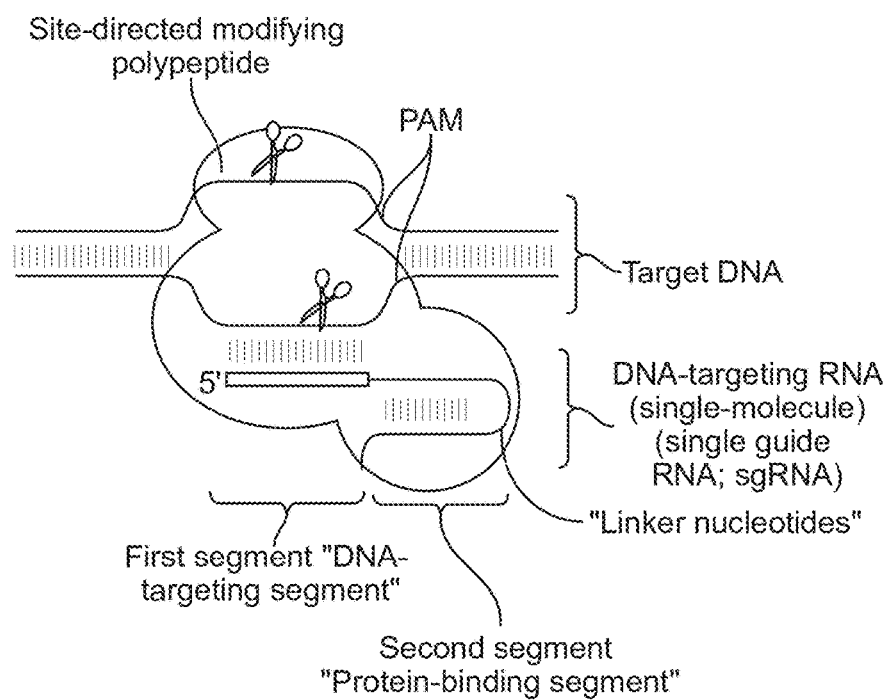 Site-directed modifying
polypeptide
PAM
Target DNA
5'
DNA-targeting RNA
(single-molecule)
(single guide
RNA; sgRNA)
"Linker nucleotides"
First segment "DNA-
targeting segment"
Second segment
"Protein-binding segment"